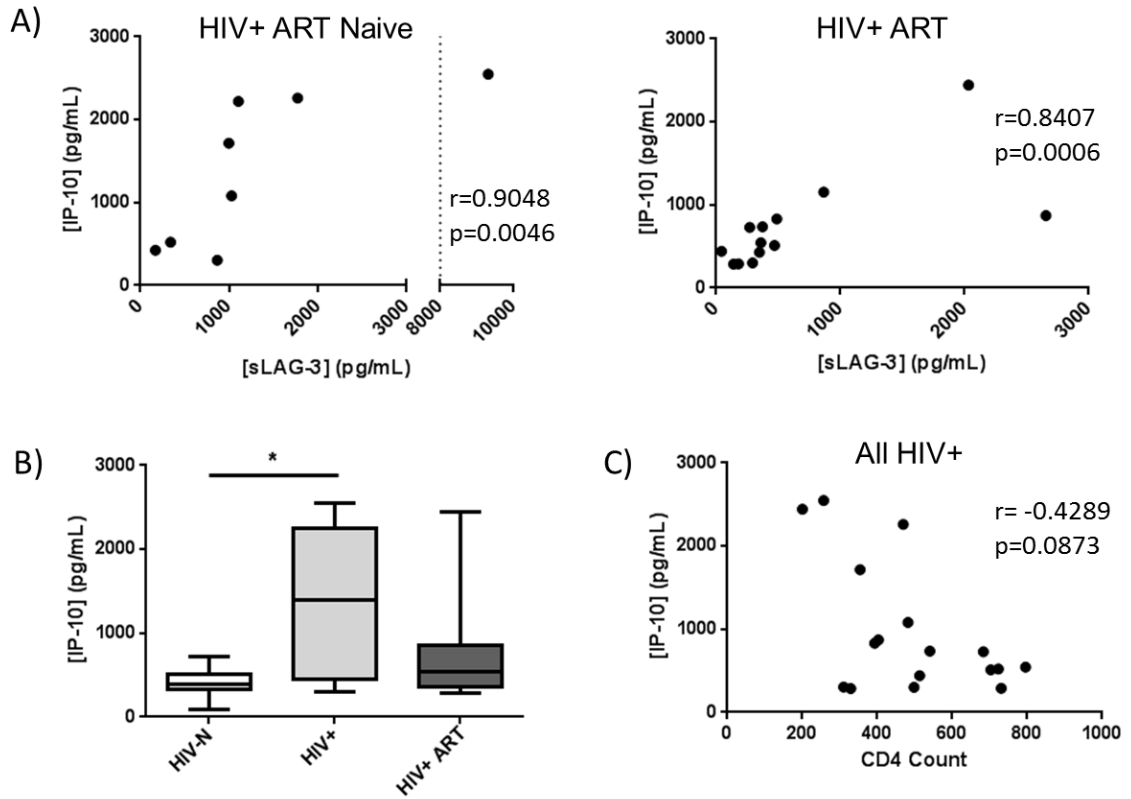 A)
HIV+ ART Naive
[IP-10] (pg/mL)
3000
2000
1000
0
r=0.9048
p=0.0046
0 1000 2000 3000 8000 10000
[sLAG-3] (pg/mL)
HIV+ ART
[IP-10] (pg/mL)
3000
2000
1000
0
r=0.8407
p=0.0006
0 1000 2000 3000
[sLAG-3] (pg/mL)
B)
[IP-10] (pg/mL)
3000
2000
1000
0
*
HIV-N HIV+ HIV+ ART
C)
All HIV+
[IP-10] (pg/mL)
3000
2000
1000
0
r= -0.4289
p=0.0873
0 200 400 600 800 1000
CD4 Count